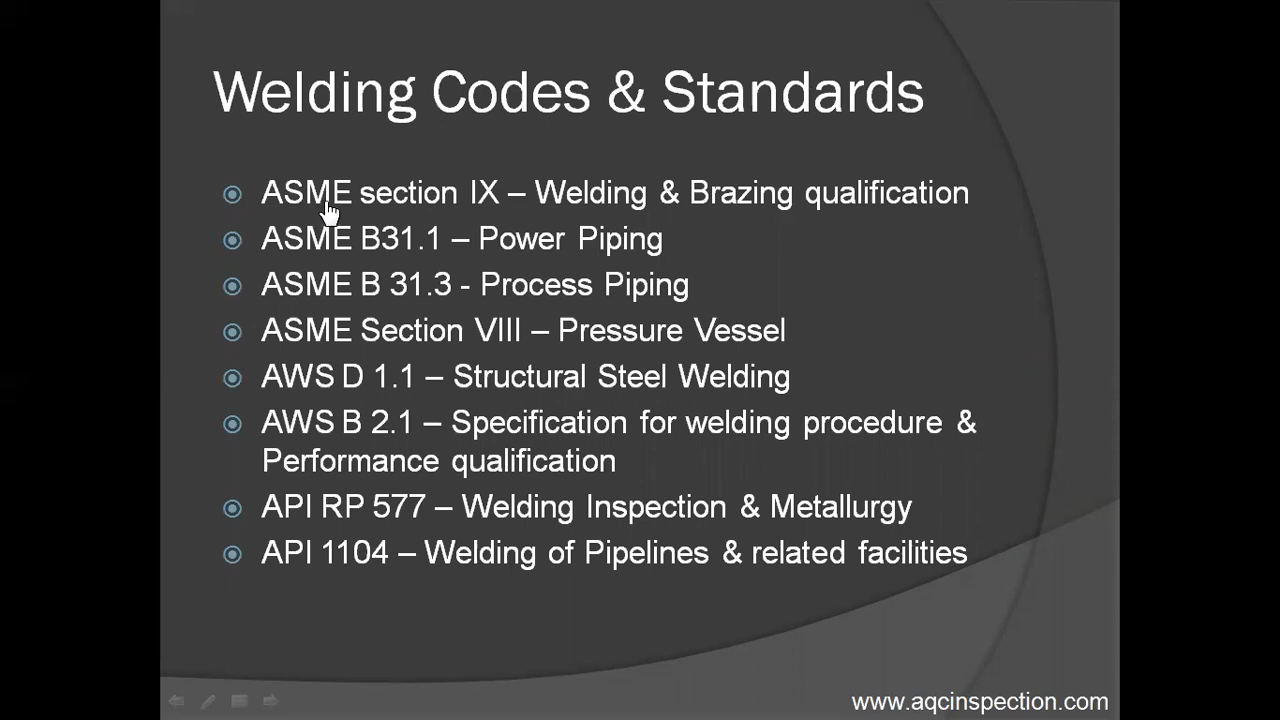 Welding Codes & Standards
ASME section IX – Welding & Brazing qualification
ASME B31.1 – Power Piping
ASME B 31.3 - Process Piping
ASME Section VIII – Pressure Vessel
AWS D 1.1 – Structural Steel Welding
AWS B 2.1 – Specification for welding procedure &
Performance qualification
API RP 577 – Welding Inspection & Metallurgy
API 1104 – Welding of Pipelines & related facilities
www.aqcinspection.com